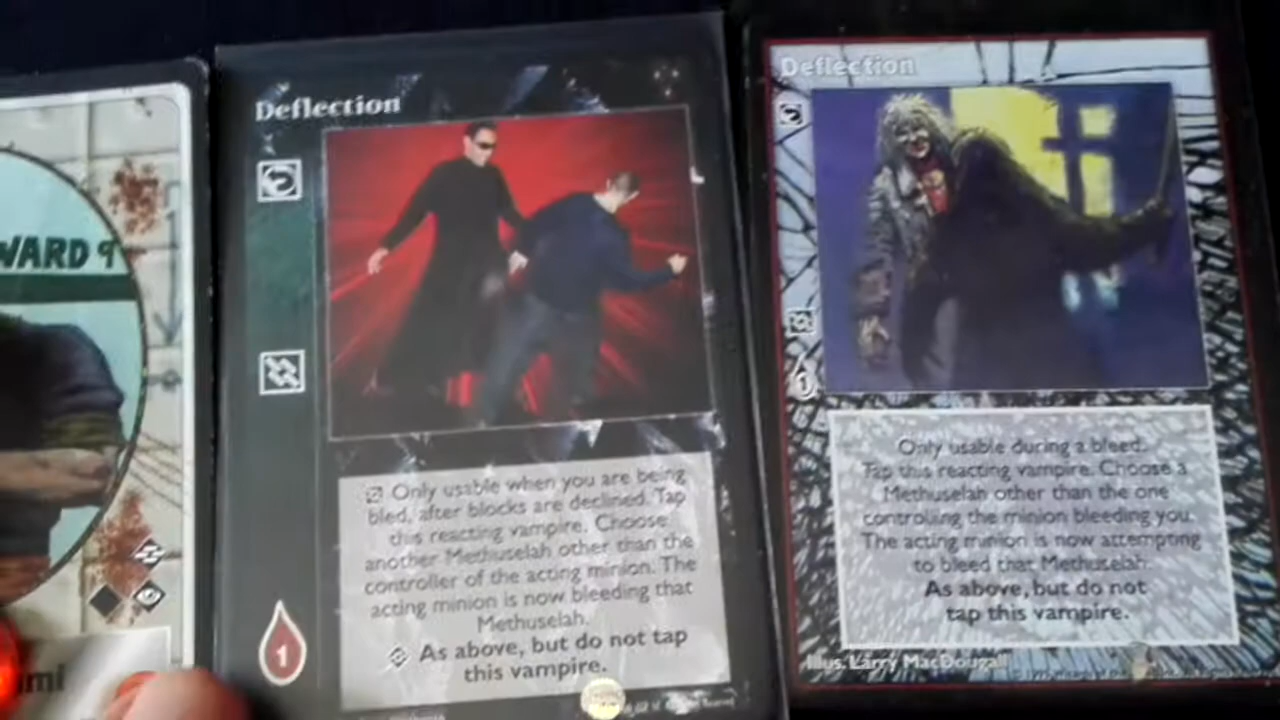 WARD 9
Deflection
1
Only usable when you are being
bled, after blocks are declined. Tap
this reacting vampire. Choose
another Methuselah other than the
controller of the acting minion. The
acting minion is now bleeding that
Methuselah.
As above, but do not tap
this vampire.
Deflection
1
Only usable during a bleed.
Tap this reacting vampire. Choose a
Methuselah other than the one
controlling the minion bleeding you.
The acting minion is now attempting
to bleed that Methuselah.
As above, but do not
tap this vampire.
Illus. Larry MacDougall